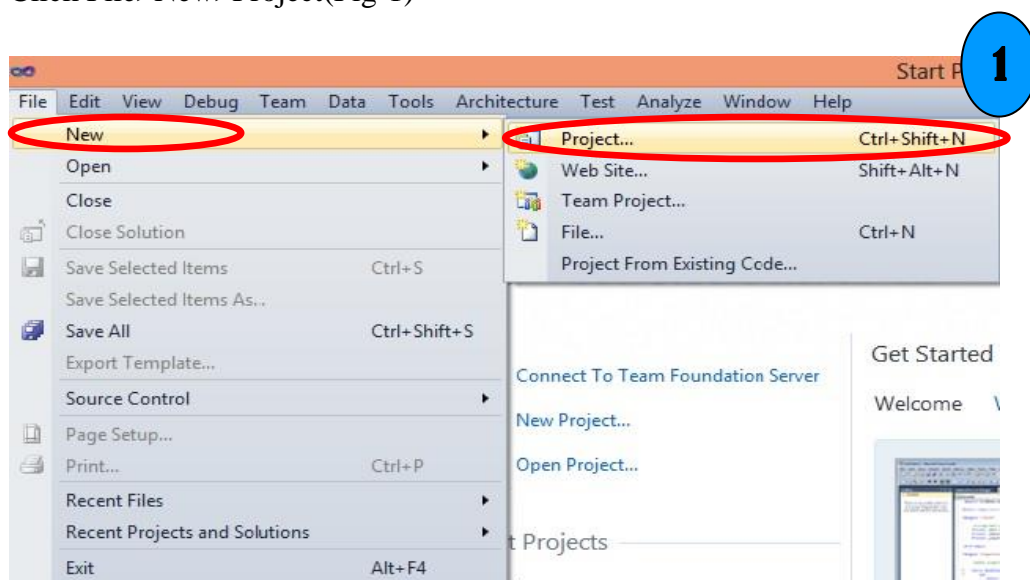 Start P
1
File Edit View Debug Team Data Tools Architecture Test Analyze Window Help
New
Project... Ctrl+Shift+N
Open
Web Site... Shift+Alt+N
Close
Team Project...
Close Solution
File... Ctrl+N
Save Selected Items Ctrl+S
Project From Existing Code...
Save Selected Items As..
Save All Ctrl+Shift+S
Export Template...
Source Control
Page Setup...
Print... Ctrl+P
Recent Files
Recent Projects and Solutions
Exit Alt+F4
Connect To Team Foundation Server
New Project...
Open Project...
t Projects
Get Started
Welcome